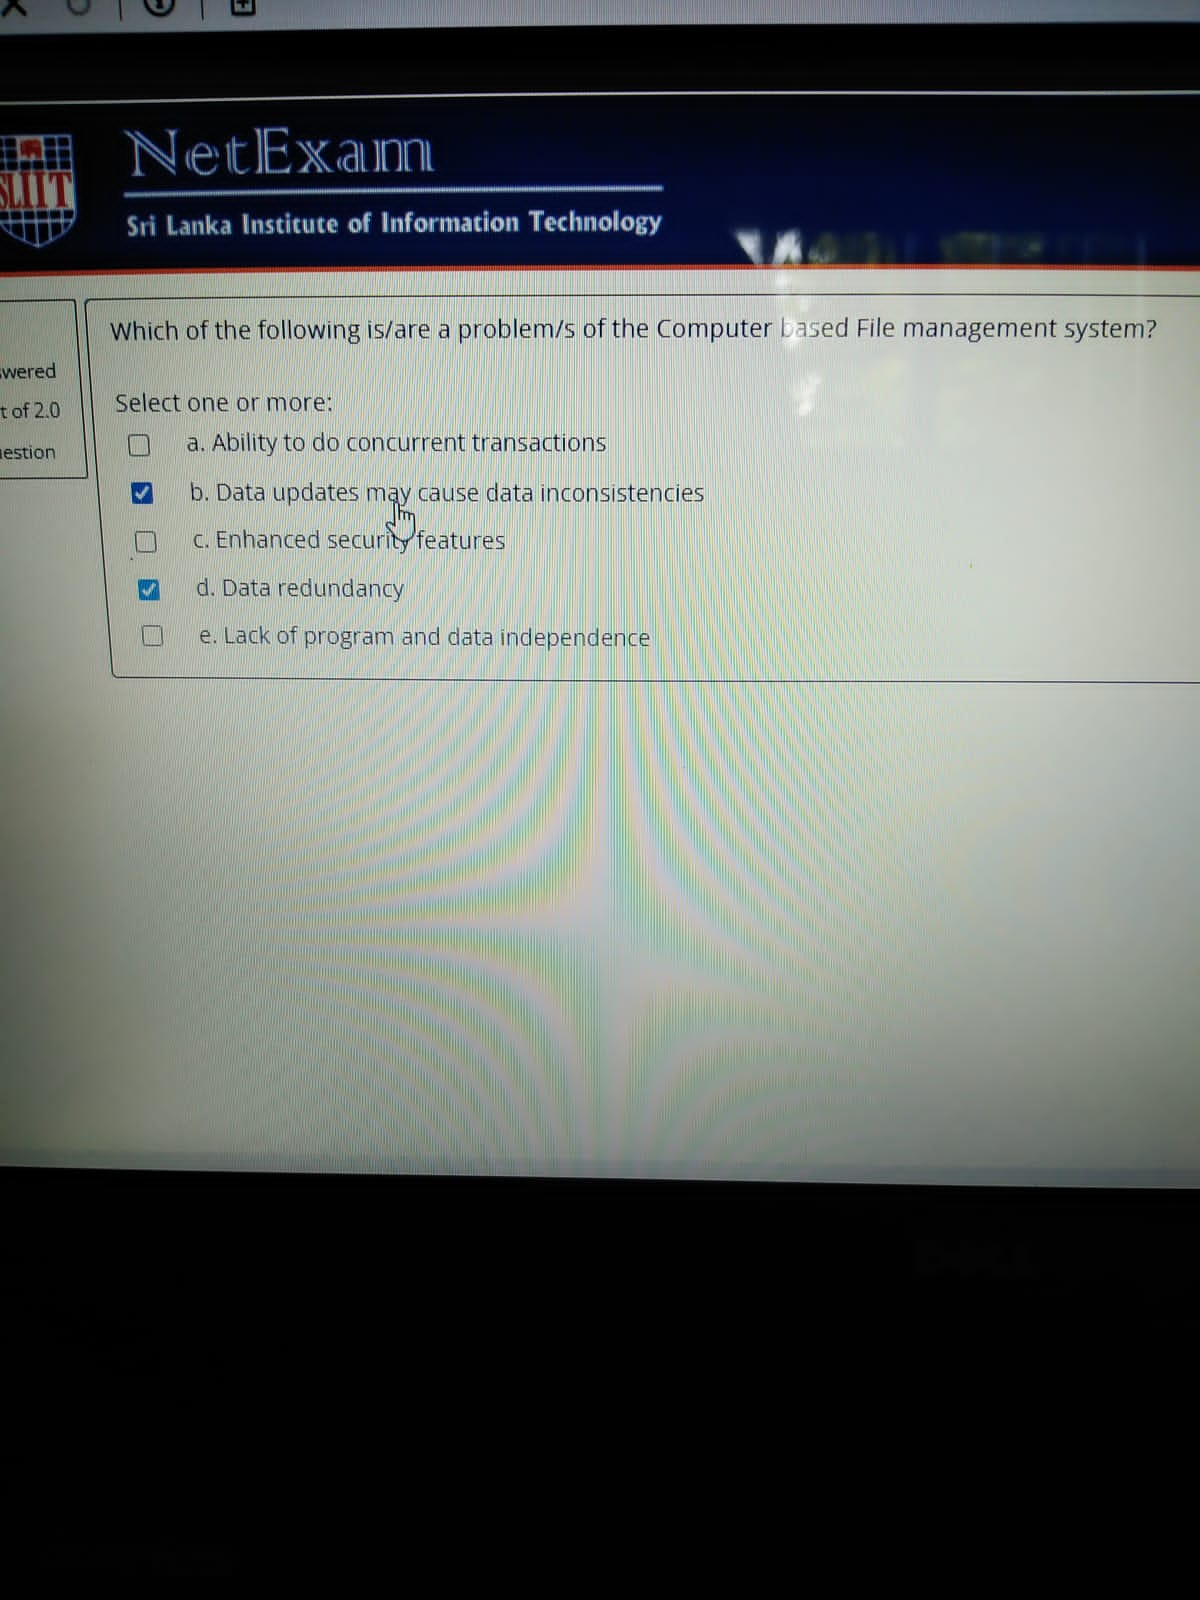 NetExam
SLIIT
Sri Lanka Institute of Information Technology
Which of the following is/are a problem/s of the Computer based File management system?
wered
t of 2.0
estion
Select one or more:
a. Ability to do concurrent transactions
b. Data updates may cause data inconsistencies
c. Enhanced security features
d. Data redundancy
e. Lack of program and data independence